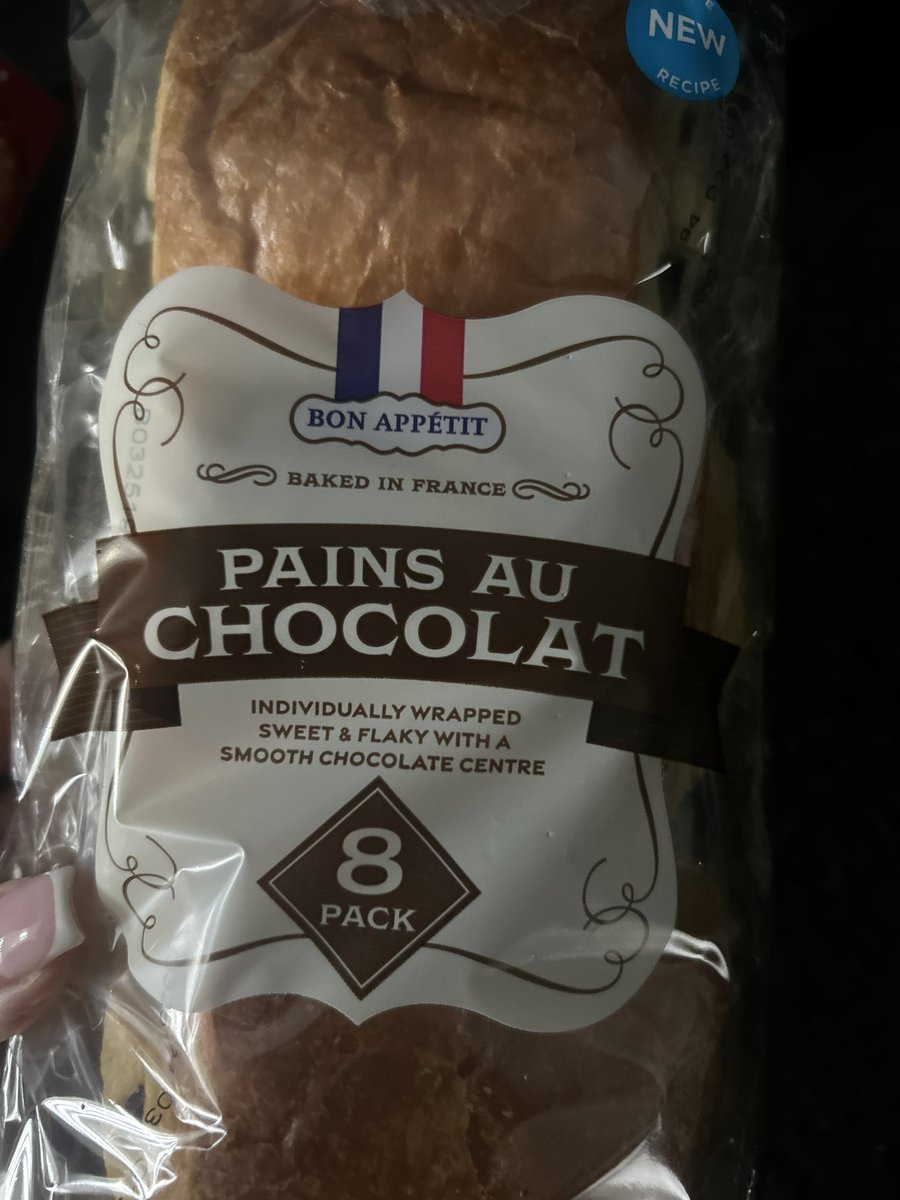 NEW
RECIPE
BON APPÉTIT
BAKED IN FRANCE
PAINS AU
CHOCOLAT
INDIVIDUALLY WRAPPED
SWEET & FLAKY WITH A
SMOOTH CHOCOLATE CENTRE
8
PACK